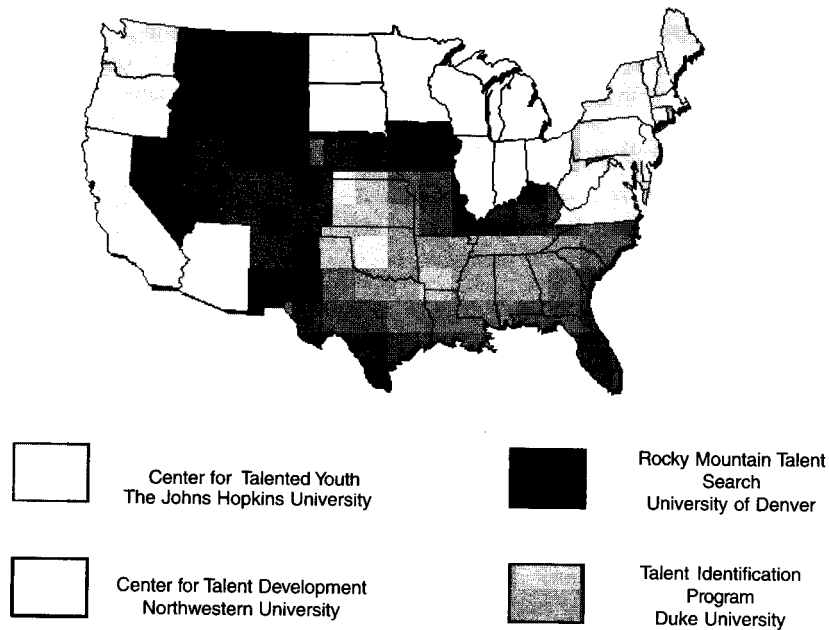 Center for Talented Youth
The Johns Hopkins University
Rocky Mountain Talent
Search
University of Denver
Center for Talent Development
Northwestern University
Talent Identification
Program
Duke University